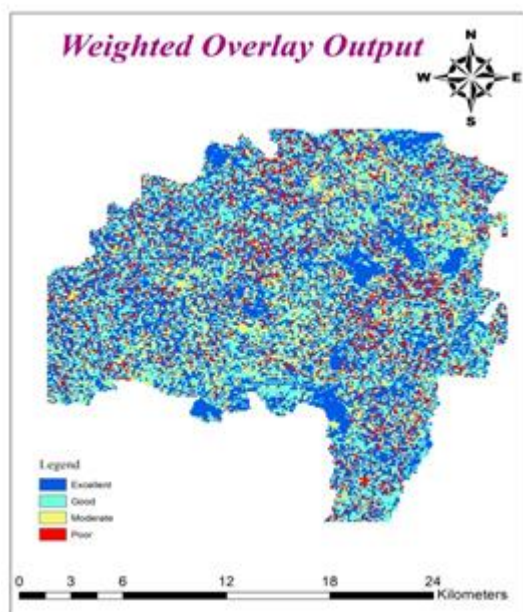 Weighted Overlay Output
N
W E
S
Legend
Excellent
Good
Moderate
Poor
0 3 6 12 18 24
Kilometers